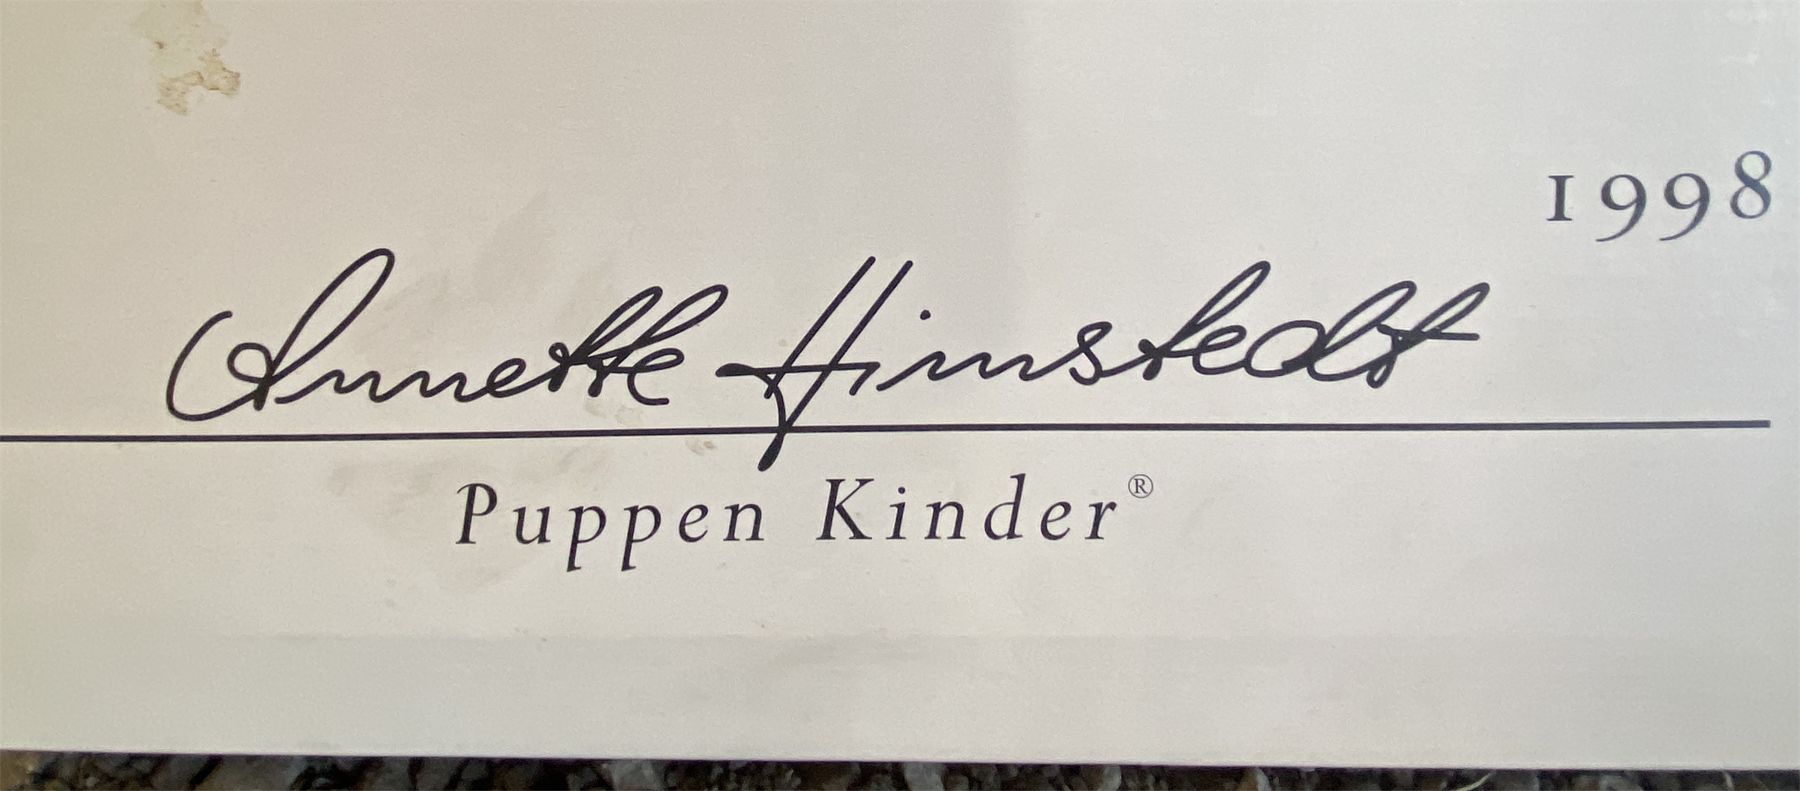 1998
Annette Himstedt
Puppen Kinder®